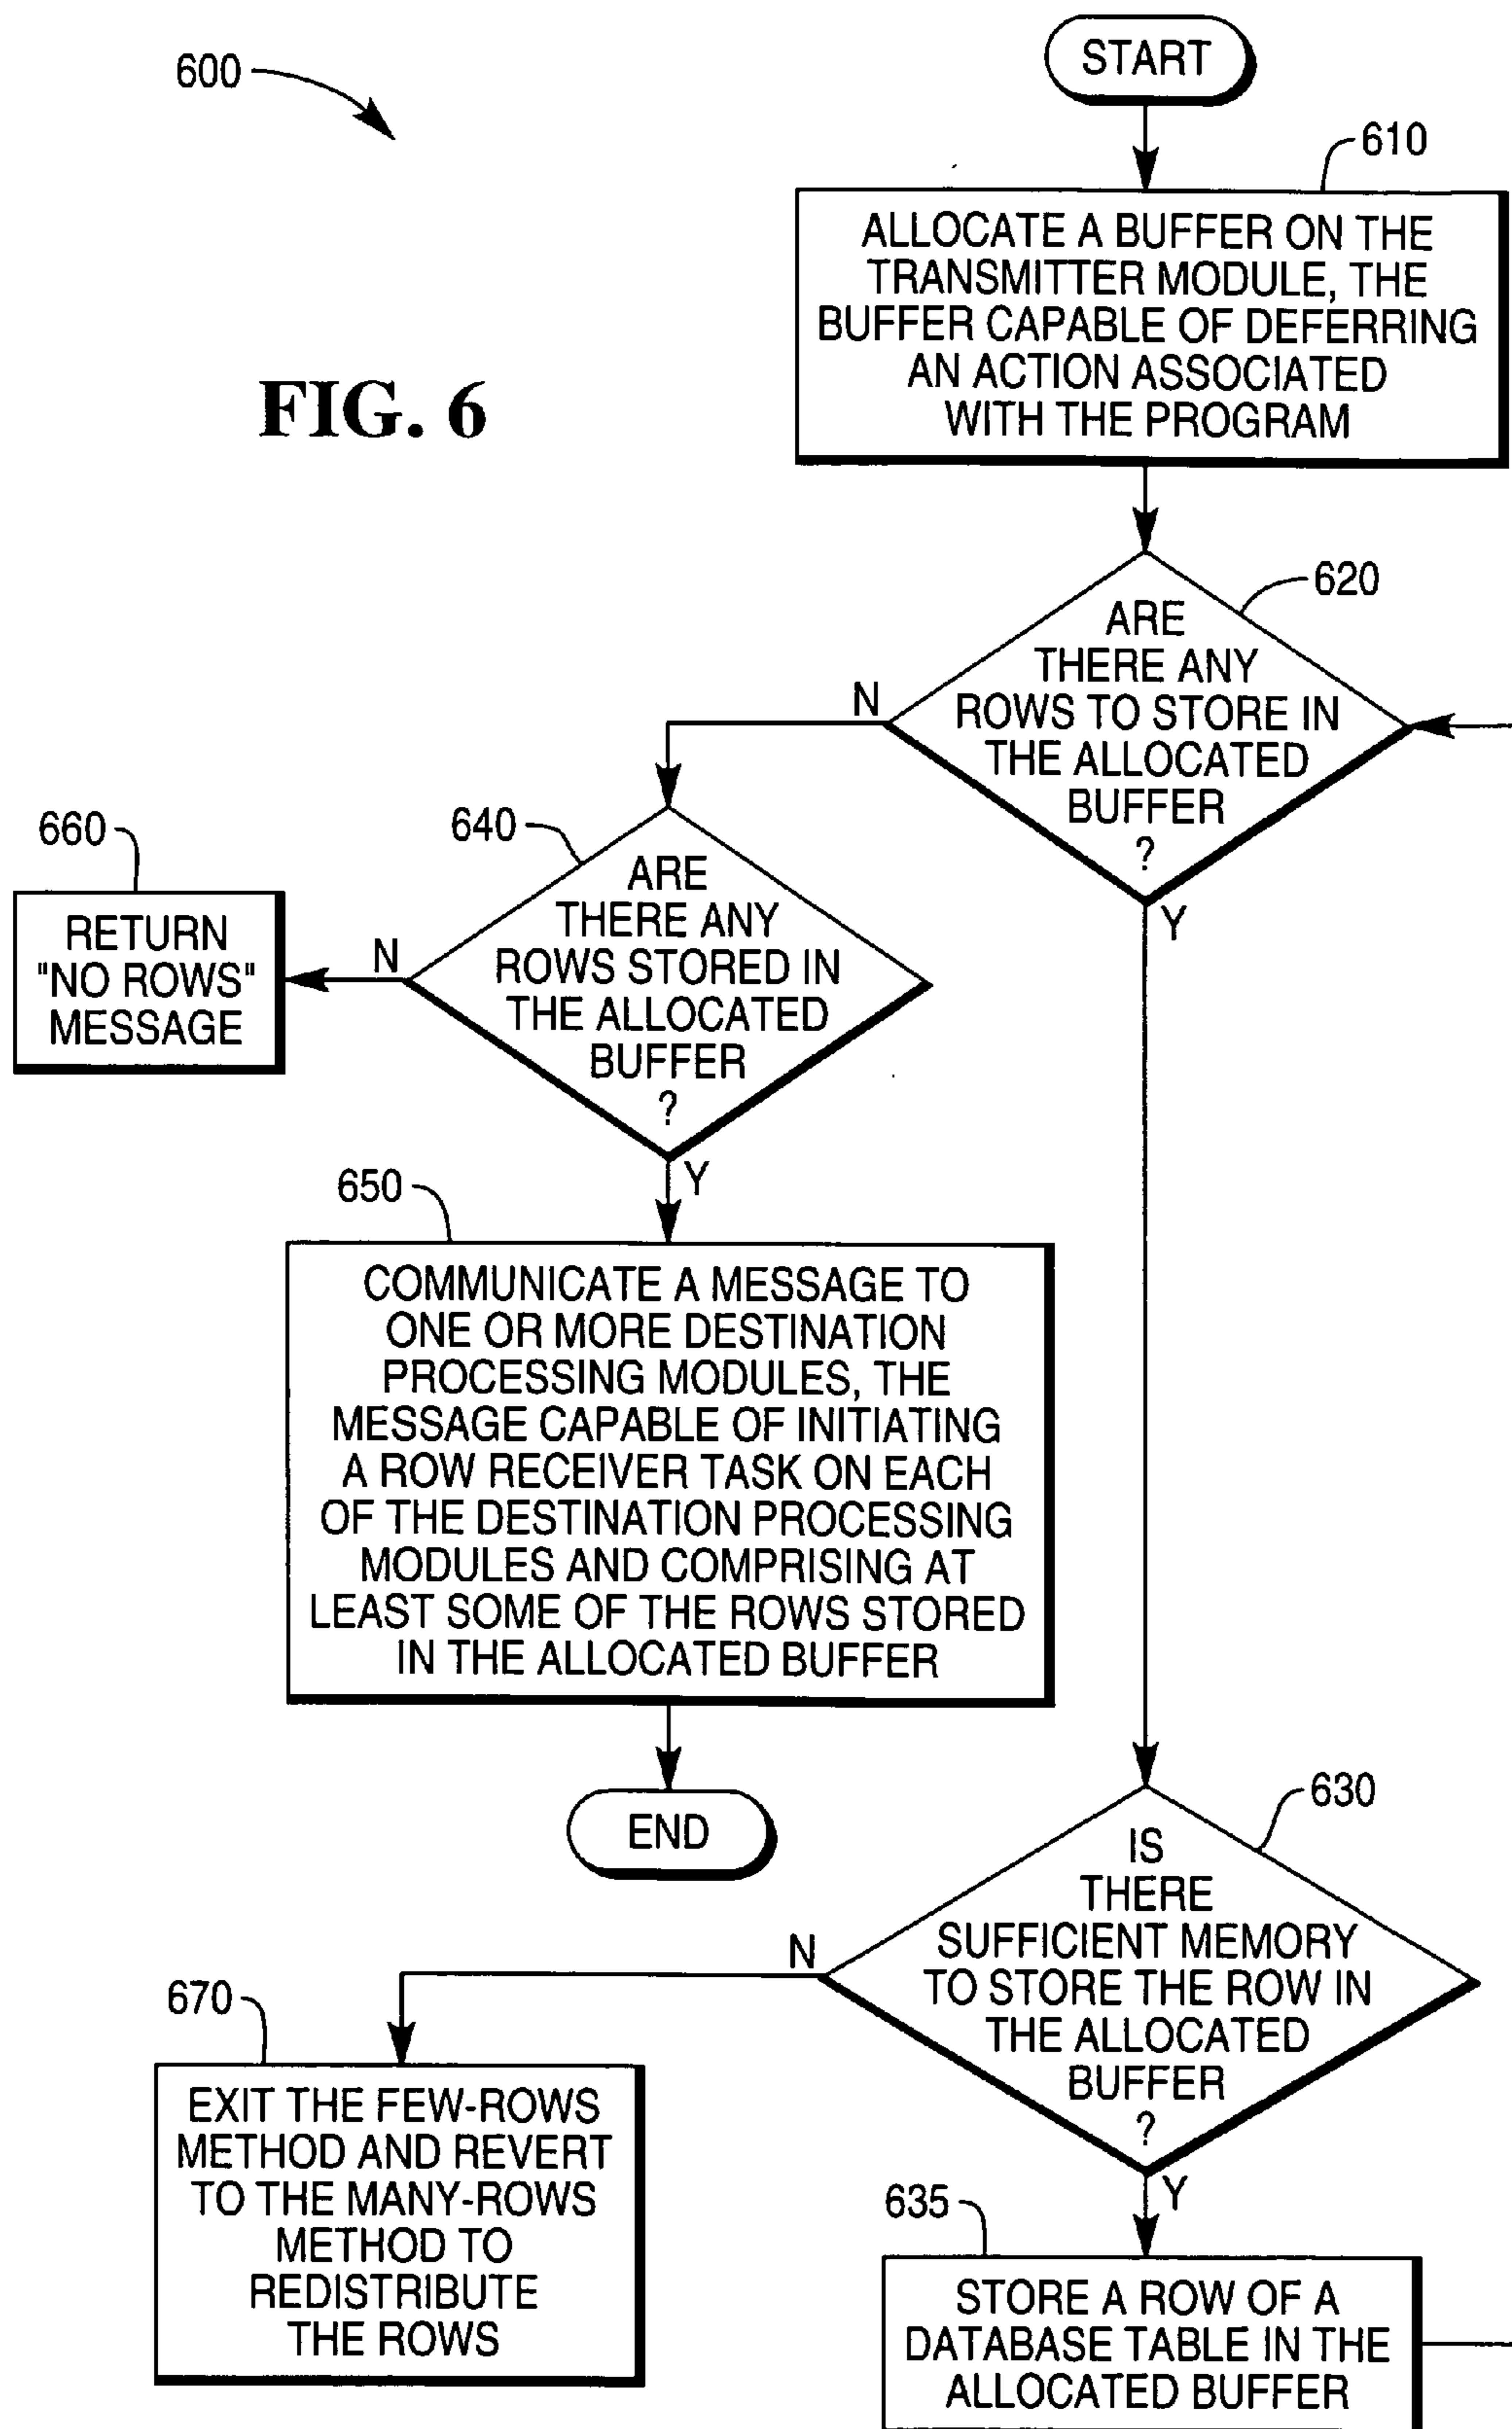 600
START
610
ALLOCATE A BUFFER ON THE
TRANSMITTER MODULE, THE
BUFFER CAPABLE OF DEFERRING
AN ACTION ASSOCIATED
WITH THE PROGRAM
FIG. 6
620
ARE
THERE ANY
ROWS TO STORE IN
THE ALLOCATED
BUFFER
?
N
Y
640
ARE
THERE ANY
ROWS STORED IN
THE ALLOCATED
BUFFER
?
N
Y
660
RETURN
"NO ROWS"
MESSAGE
650
COMMUNICATE A MESSAGE TO
ONE OR MORE DESTINATION
PROCESSING MODULES, THE
MESSAGE CAPABLE OF INITIATING
A ROW RECEIVER TASK ON EACH
OF THE DESTINATION PROCESSING
MODULES AND COMPRISING AT
LEAST SOME OF THE ROWS STORED
IN THE ALLOCATED BUFFER
END
630
IS
THERE
SUFFICIENT MEMORY
TO STORE THE ROW IN
THE ALLOCATED
BUFFER
?
N
Y
670
EXIT THE FEW-ROWS
METHOD AND REVERT
TO THE MANY-ROWS
METHOD TO
REDISTRIBUTE
THE ROWS
635
STORE A ROW OF A
DATABASE TABLE IN THE
ALLOCATED BUFFER